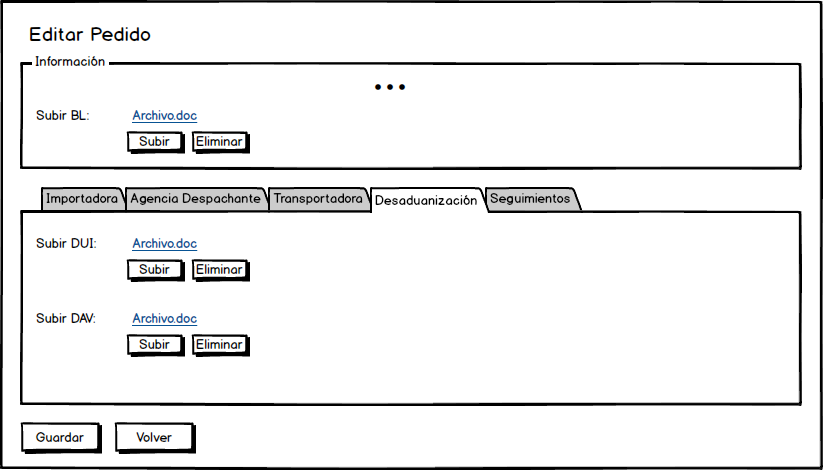 Editar Pedido
Información
•••
Subir BL: Archivo.doc
Subir Eliminar
Importadora Agencia Despachante Transportadora Desaduanización Seguimientos
Subir DUI: Archivo.doc
Subir Eliminar
Subir DAV: Archivo.doc
Subir Eliminar
Guardar Volver